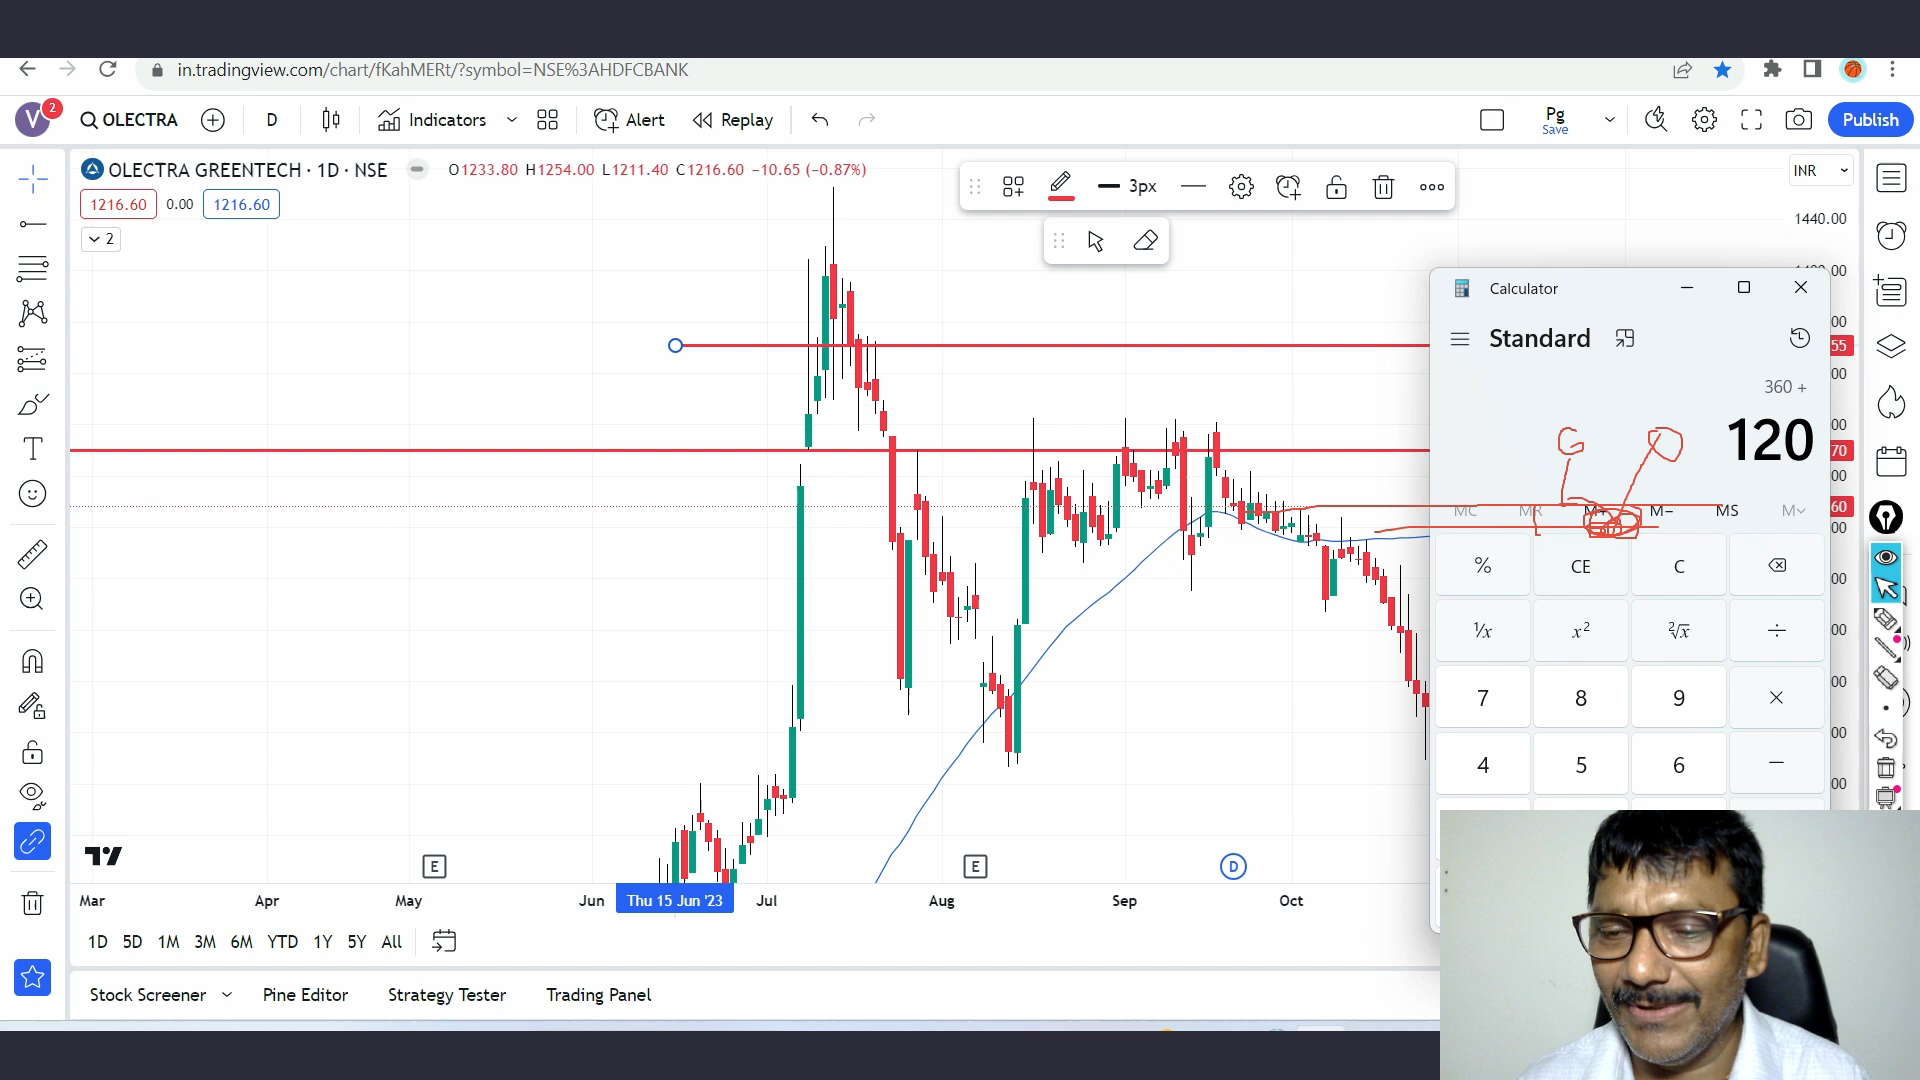 in.tradingview.com/chart/fKahMERt/?symbol=NSE%3AHDFCBANK
V 2 OLECTRA D Indicators Alert Replay Pg Save Publish
OLECTRA GREENTECH · 1D · NSE O1233.80 H1254.00 L1211.40 C1216.60 −10.65 (−0.87%)
3px
INR
1216.60 0.00 1216.60
1440.00
2
Calculator
Standard
360 +
120
55
70
60
MC MR M+ M− MS M
% CE C
¹/x x² ²√x ÷
7 8 9 ×
4 5 6 −
E E D
Mar Apr May Jun Thu 15 Jun '23 Jul Aug Sep Oct
1D 5D 1M 3M 6M YTD 1Y 5Y All
Stock Screener Pine Editor Strategy Tester Trading Panel